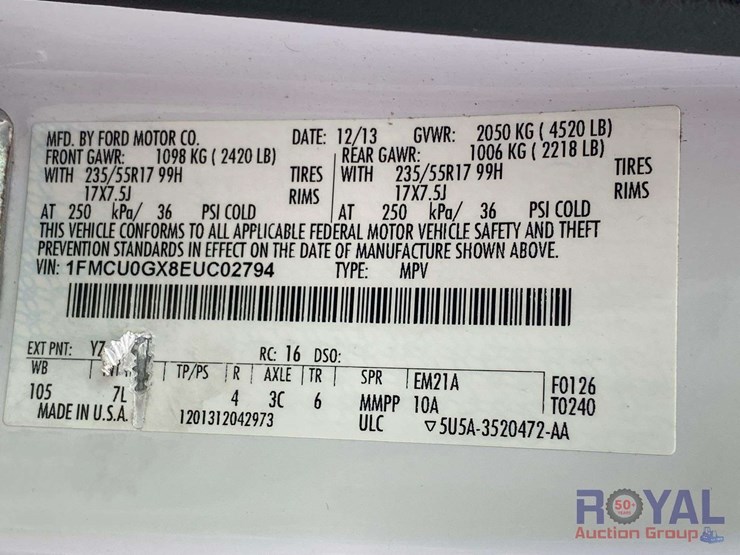 MFD. BY FORD MOTOR CO. DATE: 12/13 GVWR: 2050 KG ( 4520 LB)
FRONT GAWR: 1098 KG ( 2420 LB) REAR GAWR: 1006 KG ( 2218 LB)
WITH 235/55R17 99H TIRES WITH 235/55R17 99H TIRES
17X7.5J RIMS 17X7.5J RIMS
AT 250 kPa/ 36 PSI COLD AT 250 kPa/ 36 PSI COLD
THIS VEHICLE CONFORMS TO ALL APPLICABLE FEDERAL MOTOR VEHICLE SAFETY AND THEFT
PREVENTION STANDARDS IN EFFECT ON THE DATE OF MANUFACTURE SHOWN ABOVE.
VIN: 1FMCU0GX8EUC02794 TYPE: MPV
EXT PNT: YZ RC: 16 DSO:
WB TP/PS R AXLE TR SPR EM21A F0126
105 7L 4 3C 6 MMPP 10A T0240
MADE IN U.S.A. 1201312042973 ULC ▽5U5A-3520472-AA
ROYAL
50+
YEARS
Auction Group